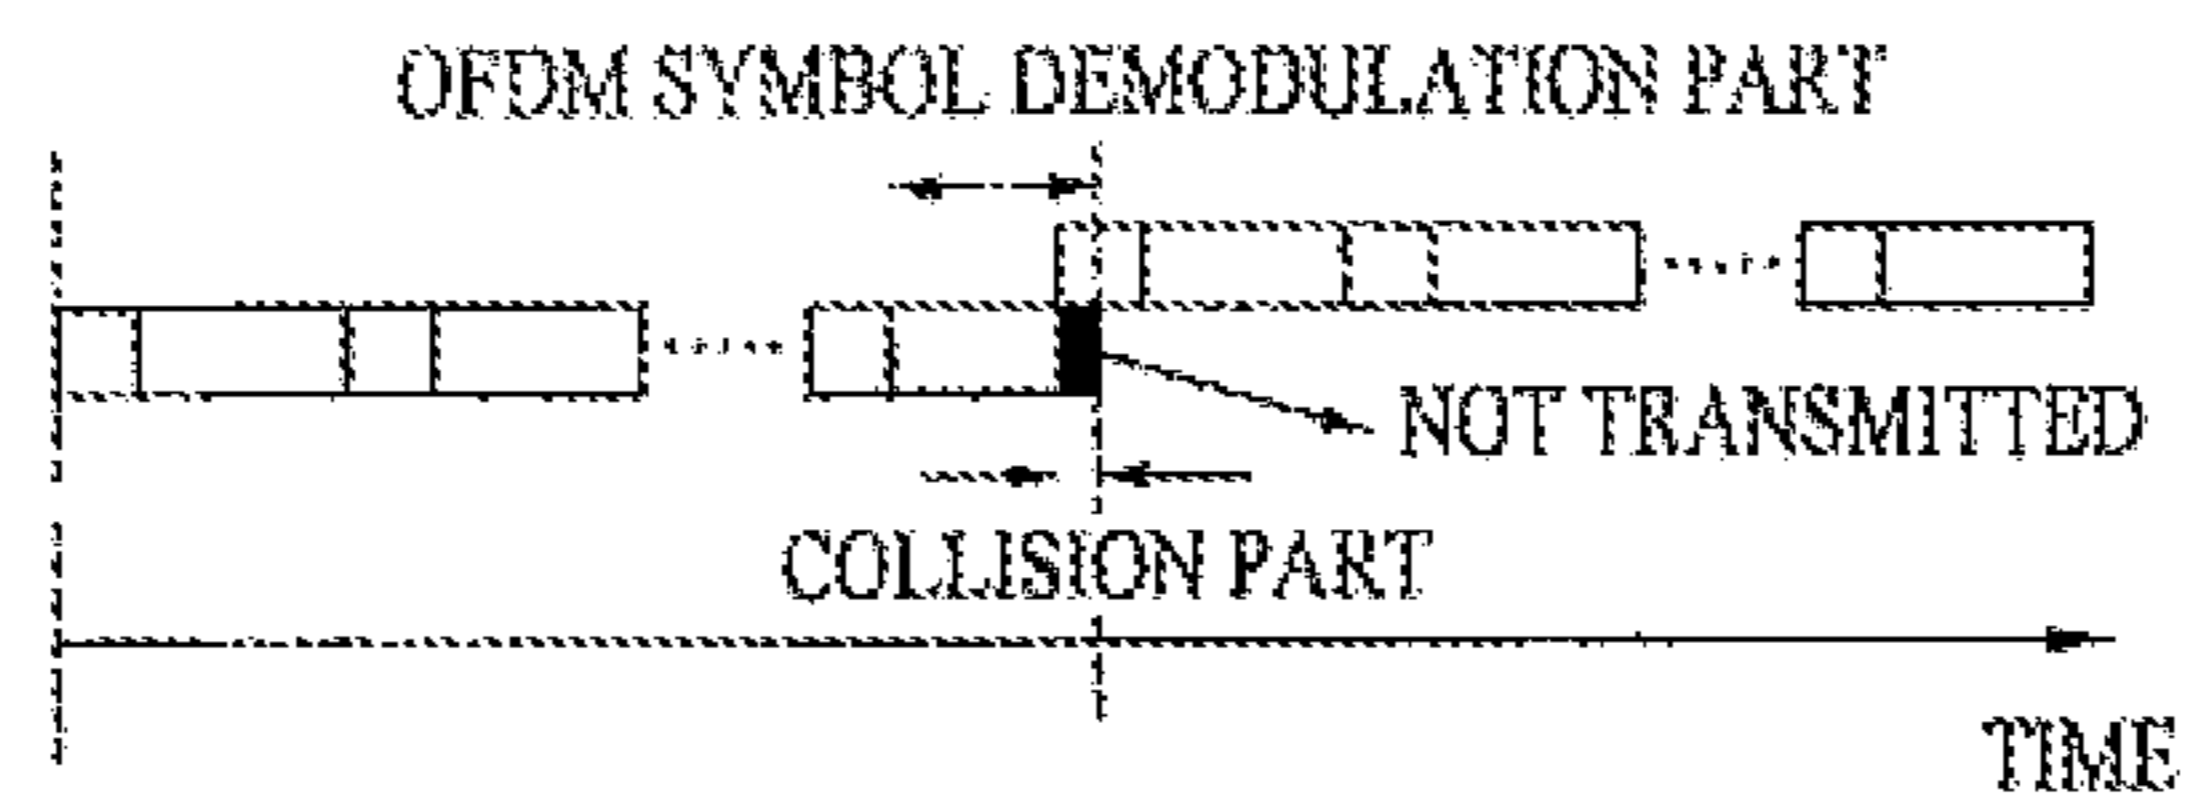 OFDM SYMBOL DEMODULATION PART
NOT TRANSMITTED
COLLISION PART
TIME